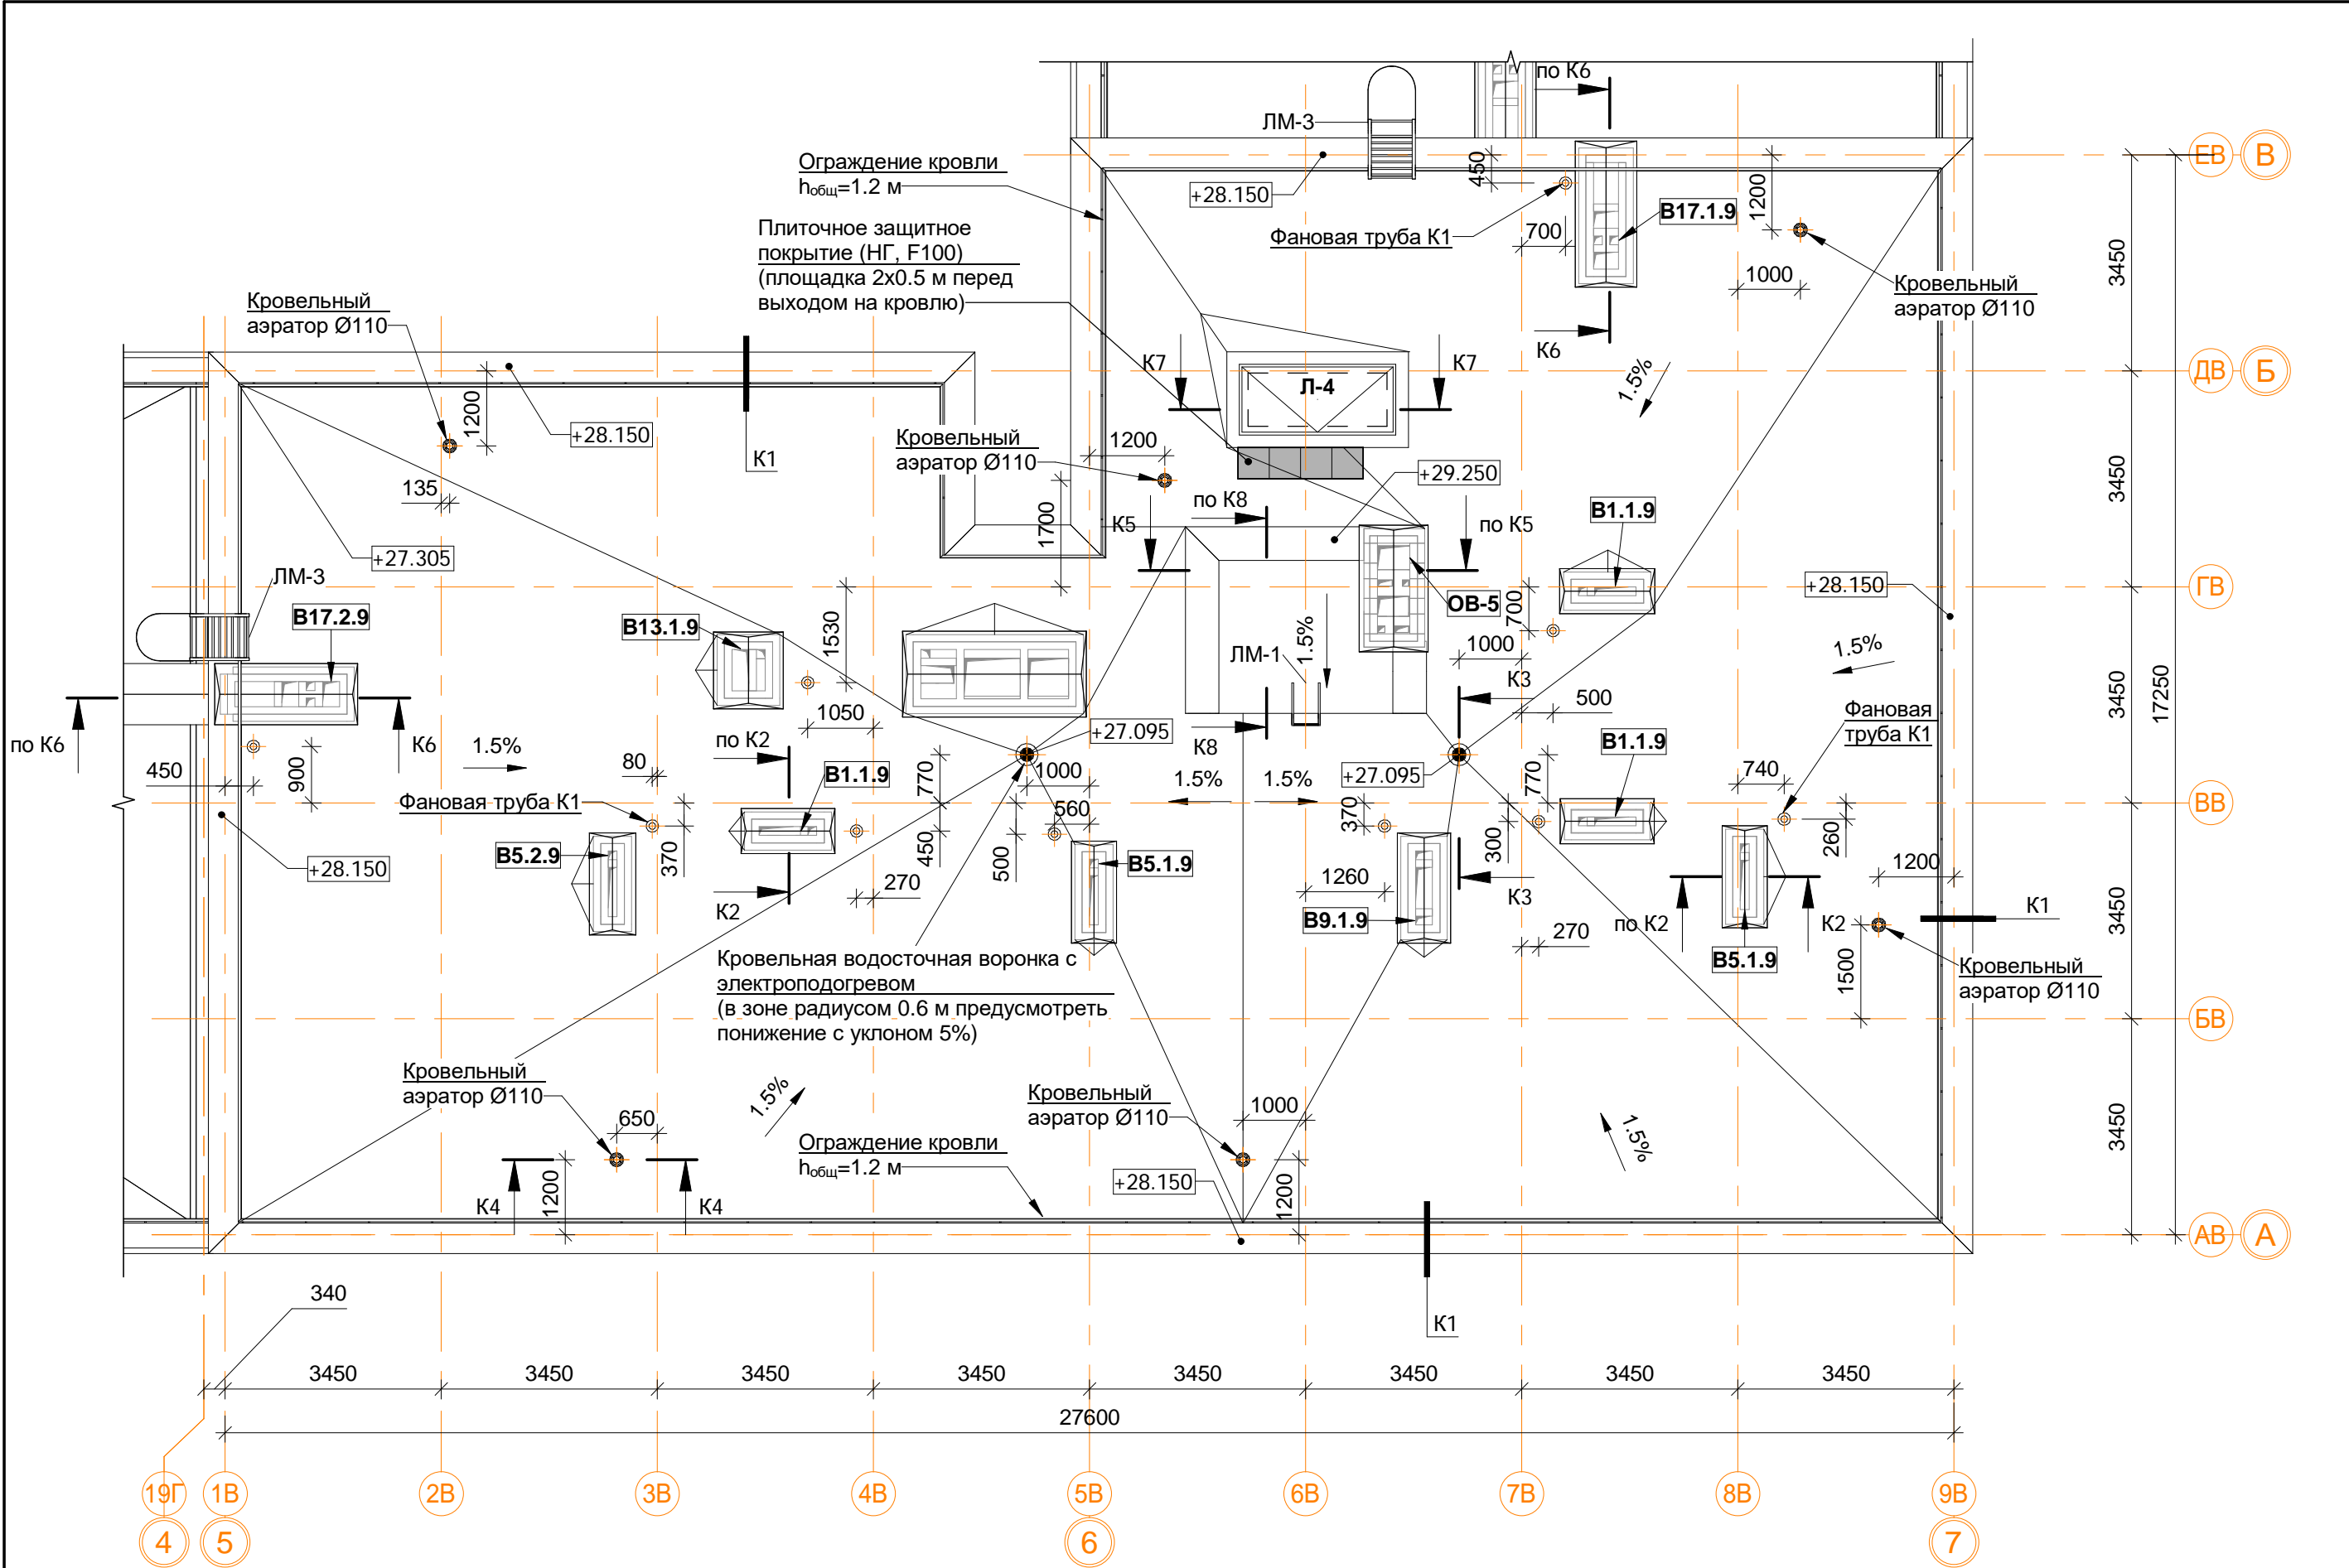 по К6
ЛМ-3
Ограждение кровли
hобщ=1.2 м
+28.150
450
1200
В17.1.9
ЕВ
В
Плиточное защитное
покрытие (НГ, F100)
(площадка 2х0.5 м перед
выходом на кровлю)
Фановая труба К1
700
1000
3450
Кровельный
аэратор Ø110
Кровельный
аэратор Ø110
К6
К7
К7
Л-4
1.5%
ДВ
Б
1200
+28.150
К1
Кровельный
аэратор Ø110
1200
+29.250
3450
135
1700
по К8
К5
по К5
В1.1.9
+27.305
ЛМ-3
+28.150
ГВ
В17.2.9
В13.1.9
1530
ОВ-5
700
1.5%
ЛМ-1
1000
1.5%
К3
500
3450
17250
Фановая
труба К1
1050
+27.095
по К6
К6
1.5%
по К2
К8
В1.1.9
450
900
80
В1.1.9
770
1000
1.5%
1.5%
+27.095
770
740
Фановая труба К1
560
370
ВВ
В5.2.9
370
450
500
В5.1.9
300
260
+28.150
270
1260
1200
К2
К3
В9.1.9
по К2
К2
К1
3450
270
В5.1.9
1500
Кровельная водосточная воронка с
электроподогревом
(в зоне радиусом 0.6 м предусмотреть
понижение с уклоном 5%)
Кровельный
аэратор Ø110
БВ
Кровельный
аэратор Ø110
1.5%
Кровельный
аэратор Ø110
1000
650
Ограждение кровли
hобщ=1.2 м
1.5%
3450
К4
К4
1200
+28.150
1200
АВ
А
340
К1
3450
3450
3450
3450
3450
3450
3450
3450
27600
19Г
1В
2В
3В
4В
5В
6В
7В
8В
9В
4
5
6
7